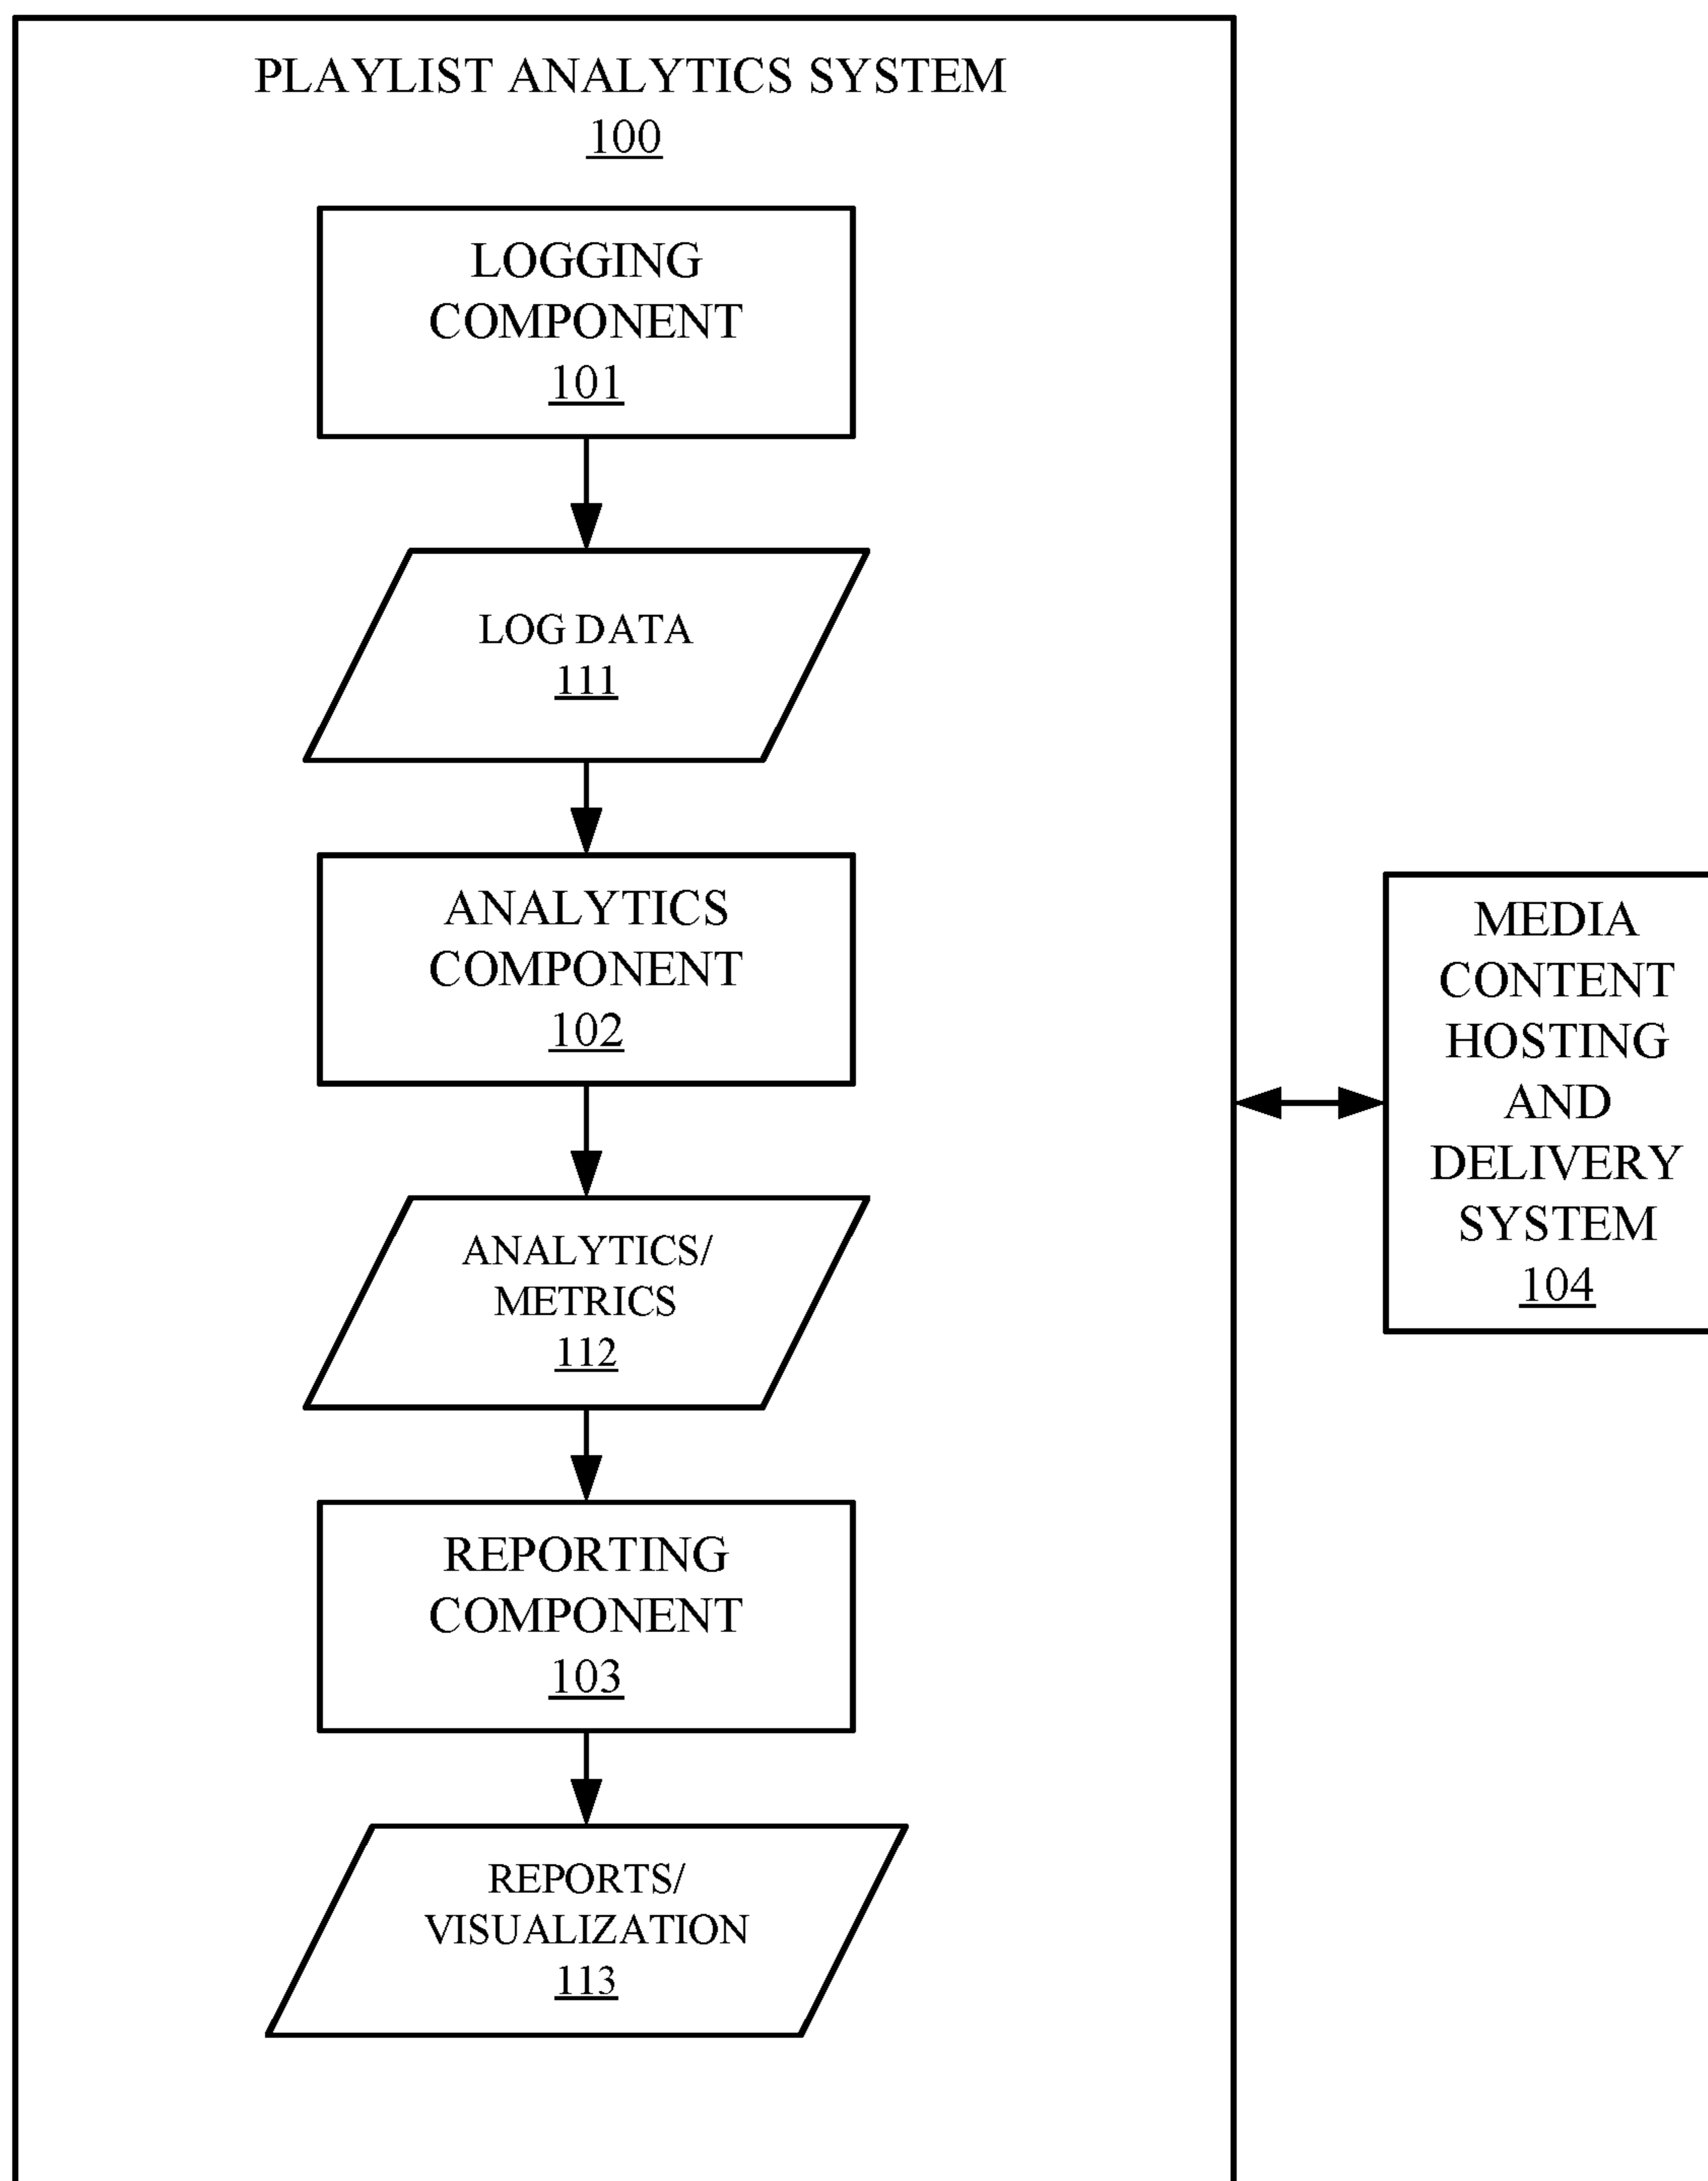 PLAYLIST ANALYTICS SYSTEM
100
LOGGING
COMPONENT
101
LOG DATA
111
ANALYTICS
COMPONENT
102
ANALYTICS/
METRICS
112
REPORTING
COMPONENT
103
REPORTS/
VISUALIZATION
113
MEDIA
CONTENT
HOSTING
AND
DELIVERY
SYSTEM
104